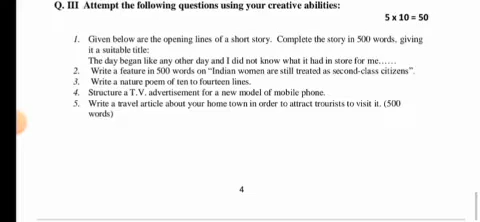 Q. III Attempt the following questions using your creative abilities:
5 x 10 = 50
1. Given below are the opening lines of a short story. Complete the story in 500 words, giving
it a suitable title:
The day began like any other day and I did not know what it had in store for me……
2. Write a feature in 500 words on “Indian women are still treated as second-class citizens”.
3. Write a nature poem of ten to fourteen lines.
4. Structure a T.V. advertisement for a new model of mobile phone.
5. Write a travel article about your home town in order to attract trourists to visit it. (500
words)
4